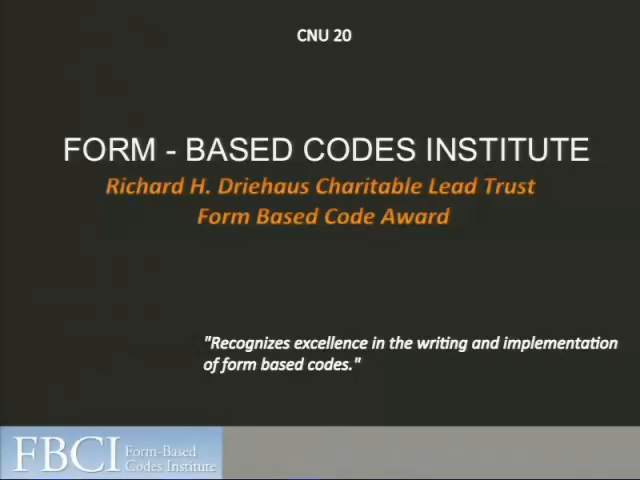 CNU 20
FORM - BASED CODES INSTITUTE
Richard H. Driehaus Charitable Lead Trust
Form Based Code Award
"Recognizes excellence in the writing and implementation
of form based codes."
FBCI Form-Based
Codes Institute